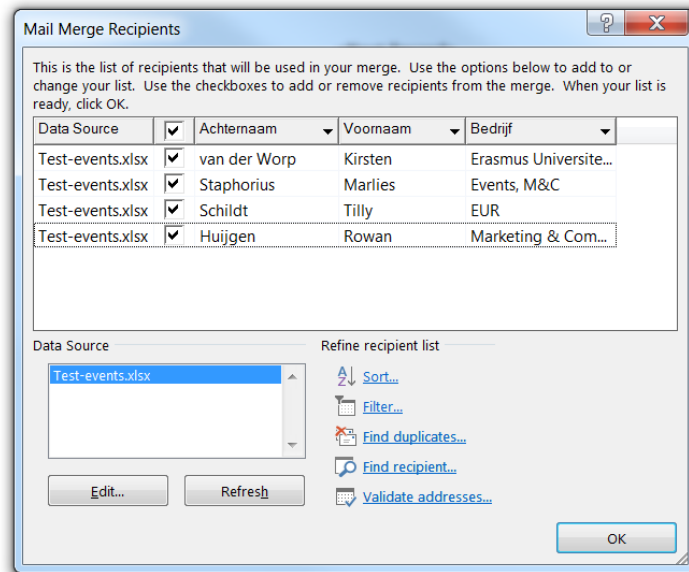 Mail Merge Recipients
This is the list of recipients that will be used in your merge. Use the options below to add to or
change your list. Use the checkboxes to add or remove recipients from the merge. When your list is
ready, click OK.
Data Source Achternaam Voornaam Bedrijf
Test-events.xlsx van der Worp Kirsten Erasmus Universite...
Test-events.xlsx Staphorius Marlies Events, M&C
Test-events.xlsx Schildt Tilly EUR
Test-events.xlsx Huijgen Rowan Marketing & Com...
Data Source
Test-events.xlsx
Edit... Refresh
Refine recipient list
Sort...
Filter...
Find duplicates...
Find recipient...
Validate addresses...
OK